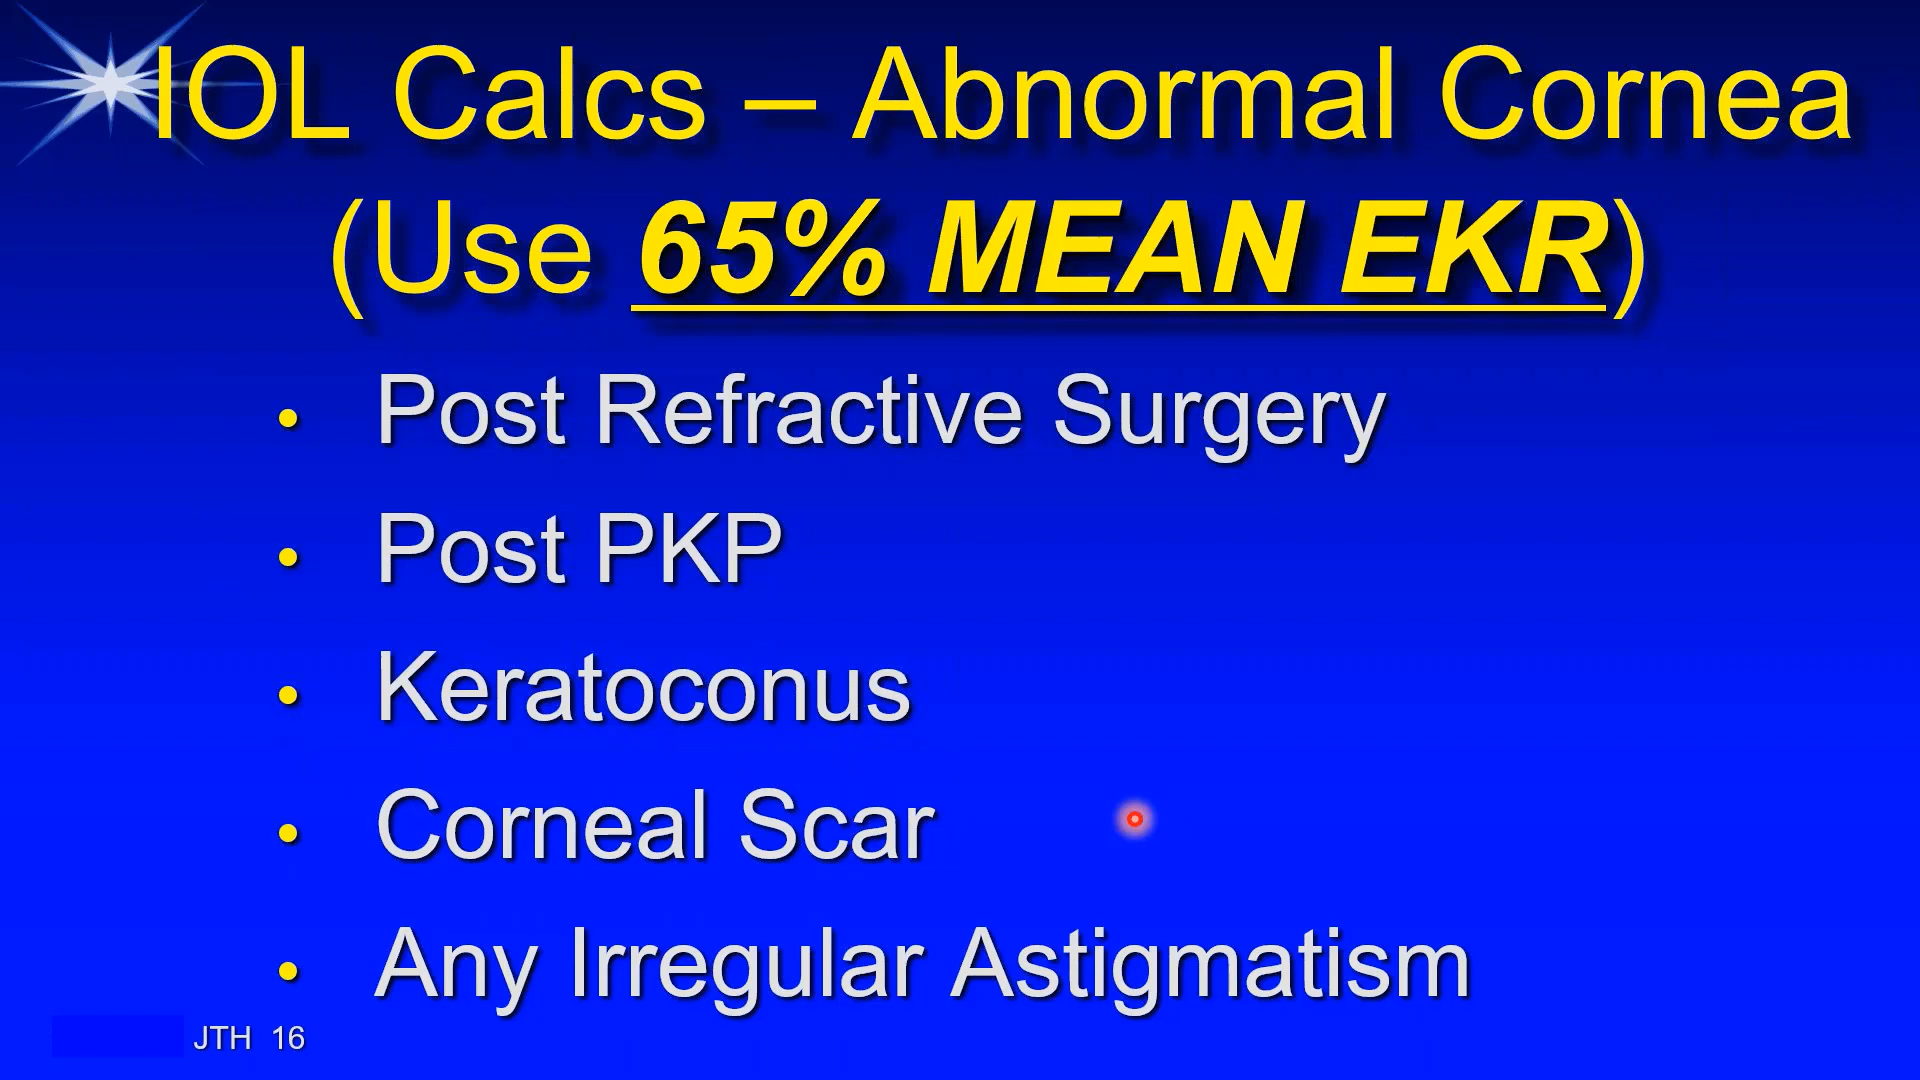 IOL Calcs – Abnormal Cornea
(Use 65% MEAN EKR)
• Post Refractive Surgery
• Post PKP
• Keratoconus
• Corneal Scar
• Any Irregular Astigmatism
JTH 16